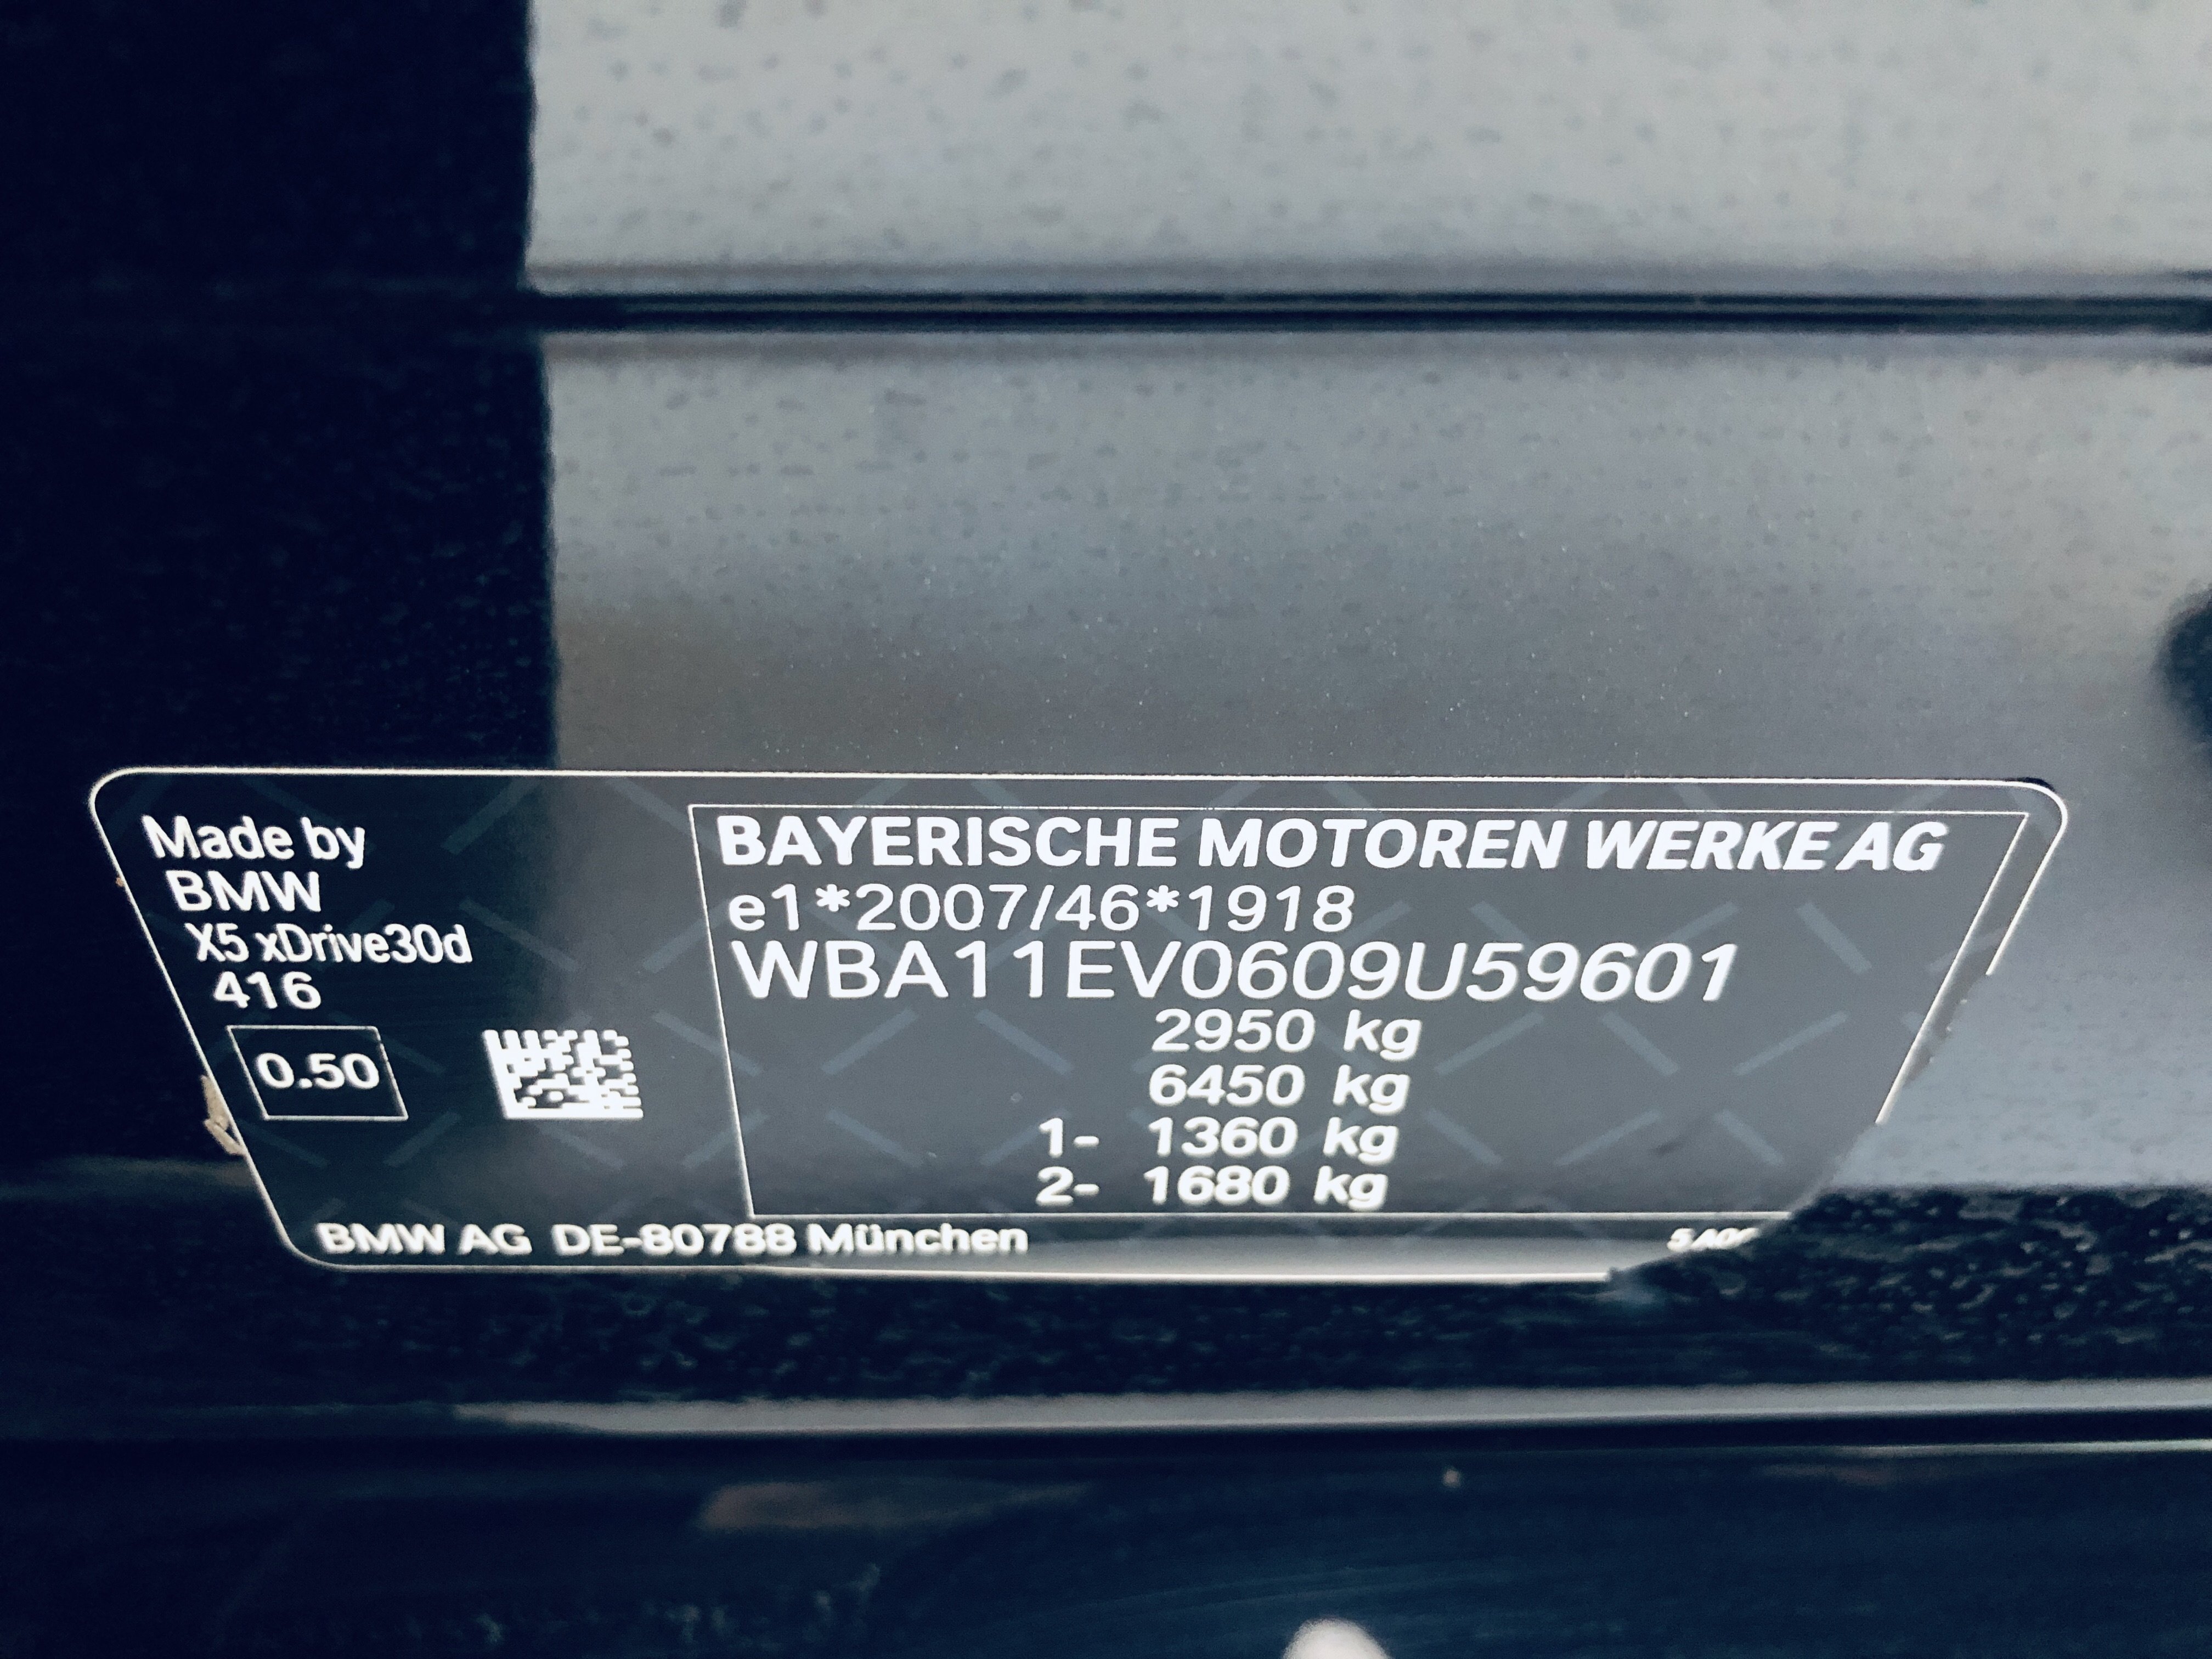 Made by
BMW
X5 xDrive30d
416
0.50
BAYERISCHE MOTOREN WERKE AG
e1*2007/46*1918
WBA11EV0609U59601
2950 kg
6450 kg
1- 1360 kg
2- 1680 kg
BMW AG DE-80788 München